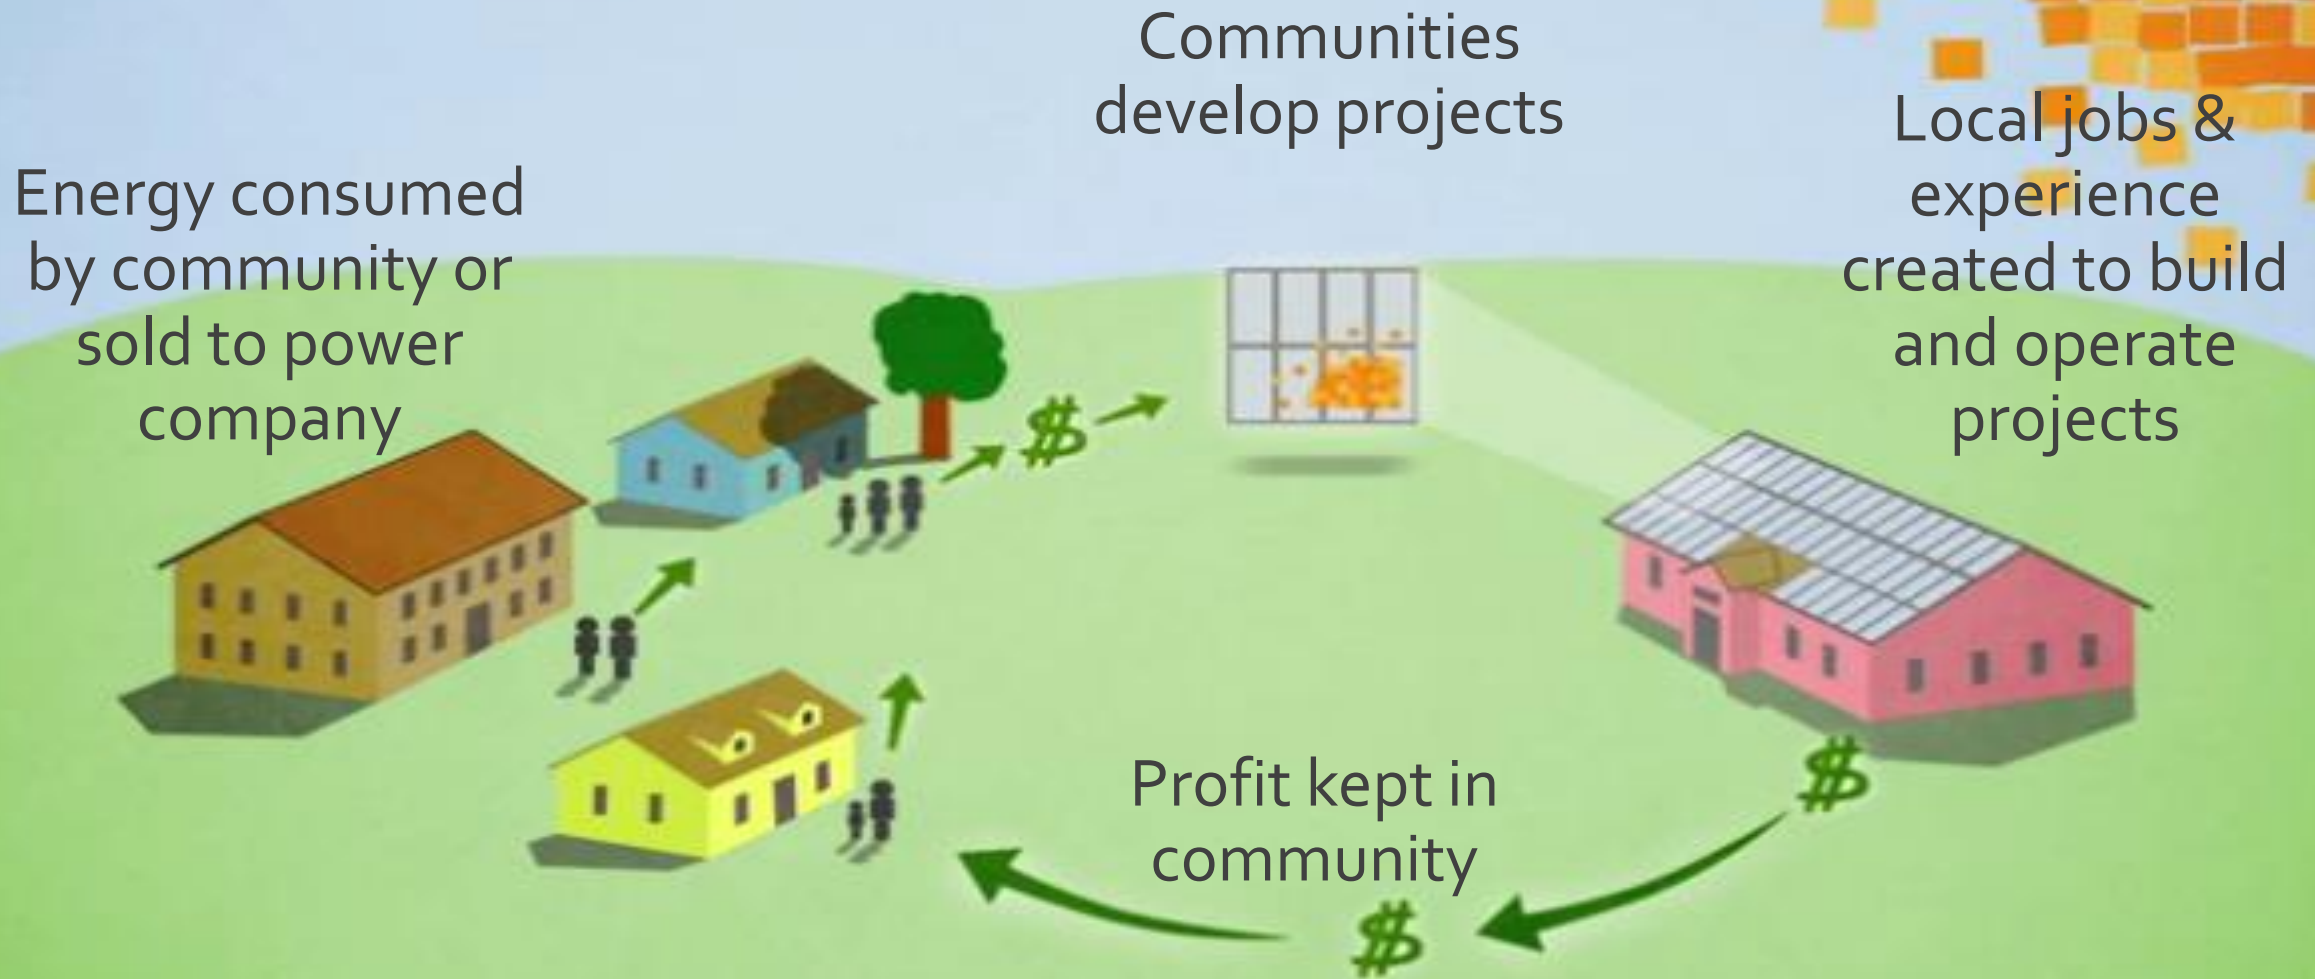 Communities
develop projects
Energy consumed
by community or
sold to power
company
Local jobs &
experience
created to build
and operate
projects
$
Profit kept in
community
$
$